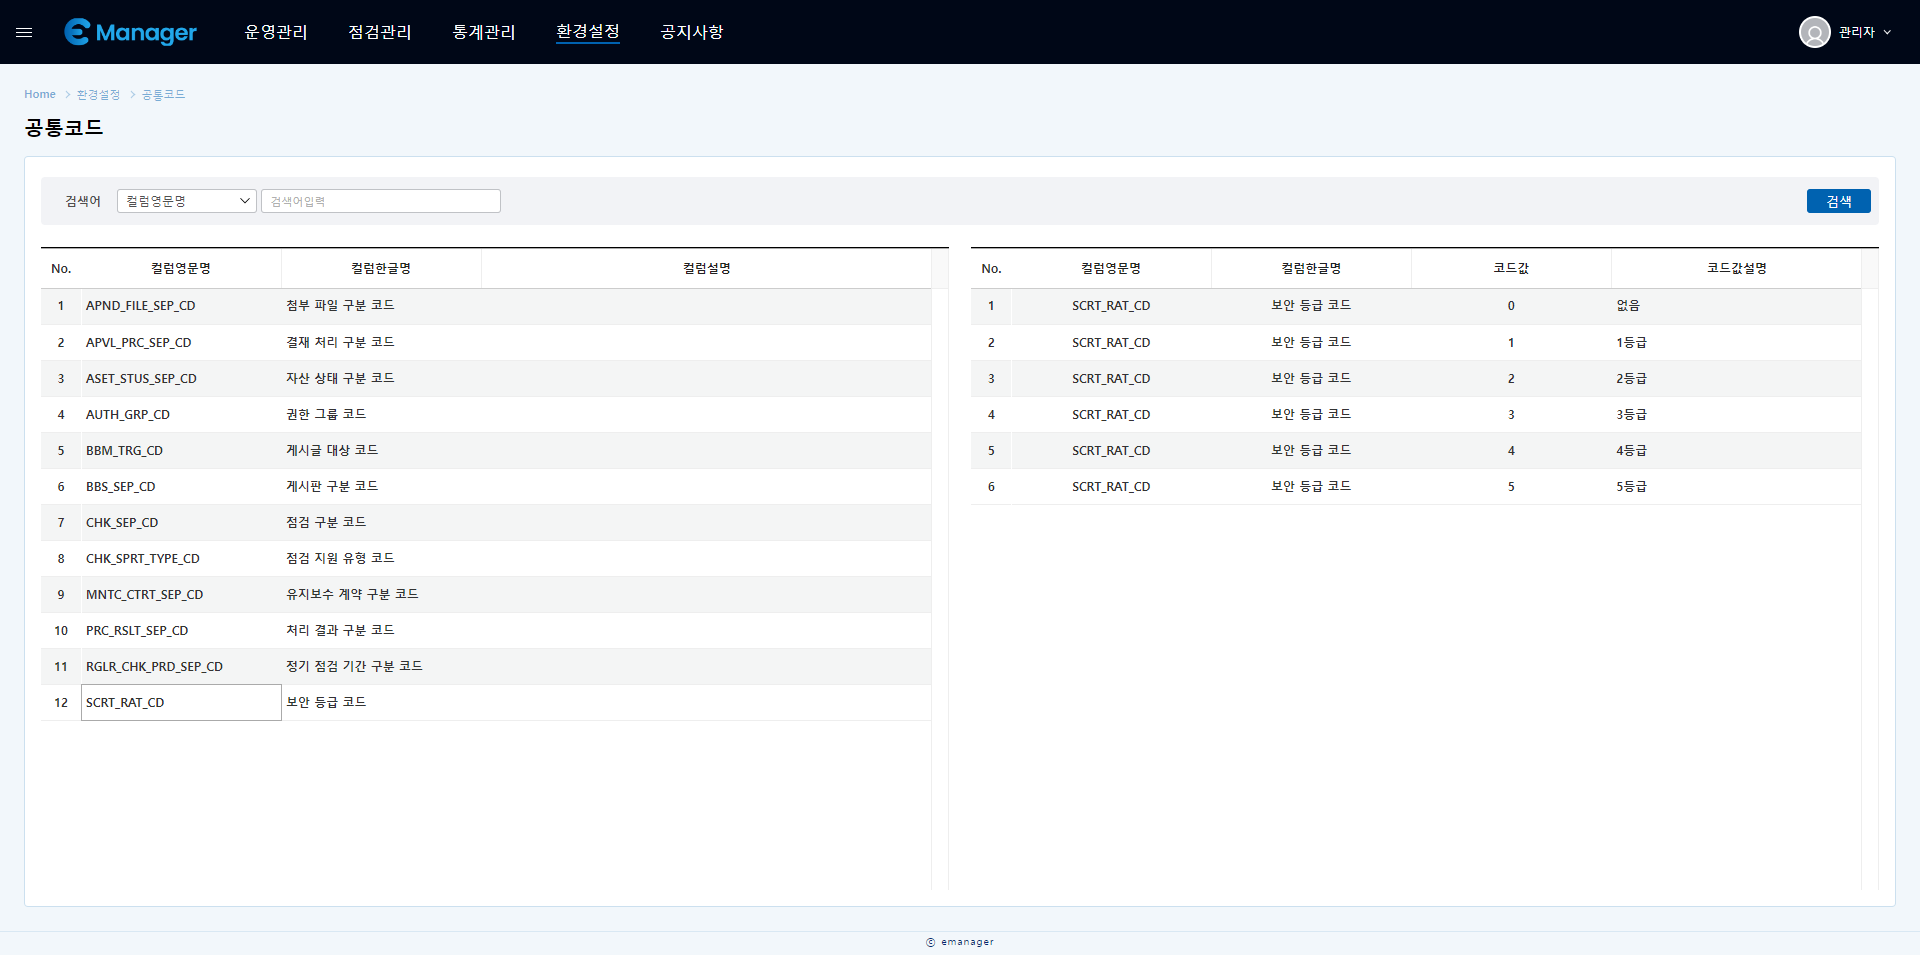 Manager 운영관리 점검관리 통계관리 환경설정 공지사항 관리자
Home 환경설정 공통코드
공통코드
검색어 컬럼영문명 검색어입력 검색
No. 컬럼영문명 컬럼한글명 컬럼설명
1 APND_FILE_SEP_CD 첨부 파일 구분 코드
2 APVL_PRC_SEP_CD 결재 처리 구분 코드
3 ASET_STUS_SEP_CD 자산 상태 구분 코드
4 AUTH_GRP_CD 권한 그룹 코드
5 BBM_TRG_CD 게시글 대상 코드
6 BBS_SEP_CD 게시판 구분 코드
7 CHK_SEP_CD 점검 구분 코드
8 CHK_SPRT_TYPE_CD 점검 지원 유형 코드
9 MNTC_CTRT_SEP_CD 유지보수 계약 구분 코드
10 PRC_RSLT_SEP_CD 처리 결과 구분 코드
11 RGLR_CHK_PRD_SEP_CD 정기 점검 기간 구분 코드
12 SCRT_RAT_CD 보안 등급 코드
No. 컬럼영문명 컬럼한글명 코드값 코드값설명
1 SCRT_RAT_CD 보안 등급 코드 0 없음
2 SCRT_RAT_CD 보안 등급 코드 1 1등급
3 SCRT_RAT_CD 보안 등급 코드 2 2등급
4 SCRT_RAT_CD 보안 등급 코드 3 3등급
5 SCRT_RAT_CD 보안 등급 코드 4 4등급
6 SCRT_RAT_CD 보안 등급 코드 5 5등급
ⓒ emanager